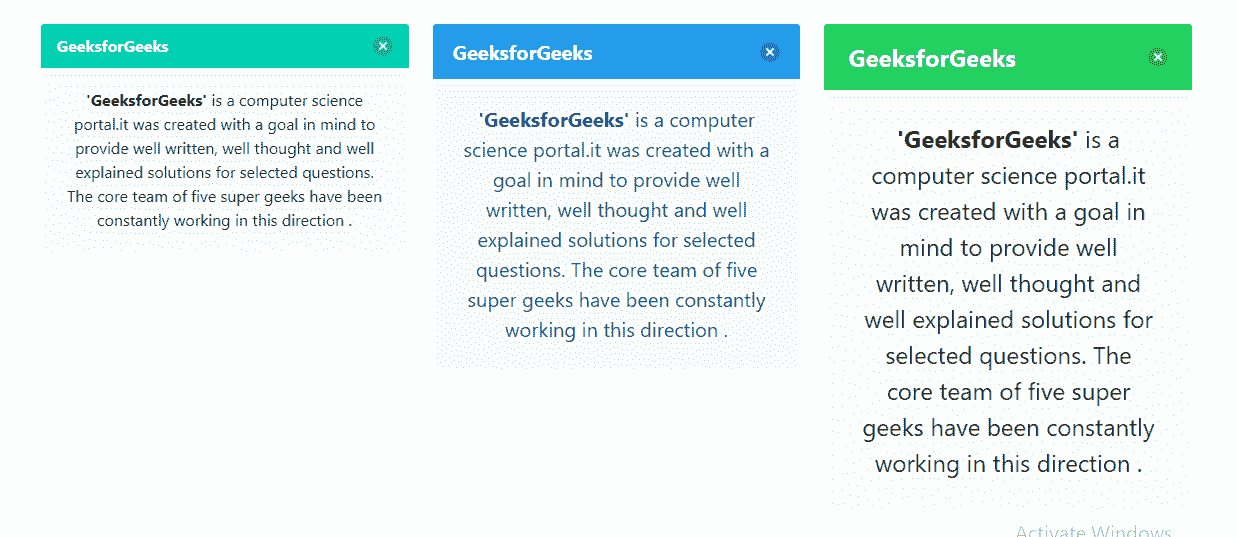 GeeksforGeeks
'GeeksforGeeks' is a computer science
portal.it was created with a goal in mind to
provide well written, well thought and well
explained solutions for selected questions.
The core team of five super geeks have been
constantly working in this direction .
GeeksforGeeks
'GeeksforGeeks' is a computer
science portal.it was created with a
goal in mind to provide well
written, well thought and well
explained solutions for selected
questions. The core team of five
super geeks have been constantly
working in this direction .
GeeksforGeeks
'GeeksforGeeks' is a
computer science portal.it
was created with a goal in
mind to provide well
written, well thought and
well explained solutions for
selected questions. The
core team of five super
geeks have been constantly
working in this direction .
Activate Windows